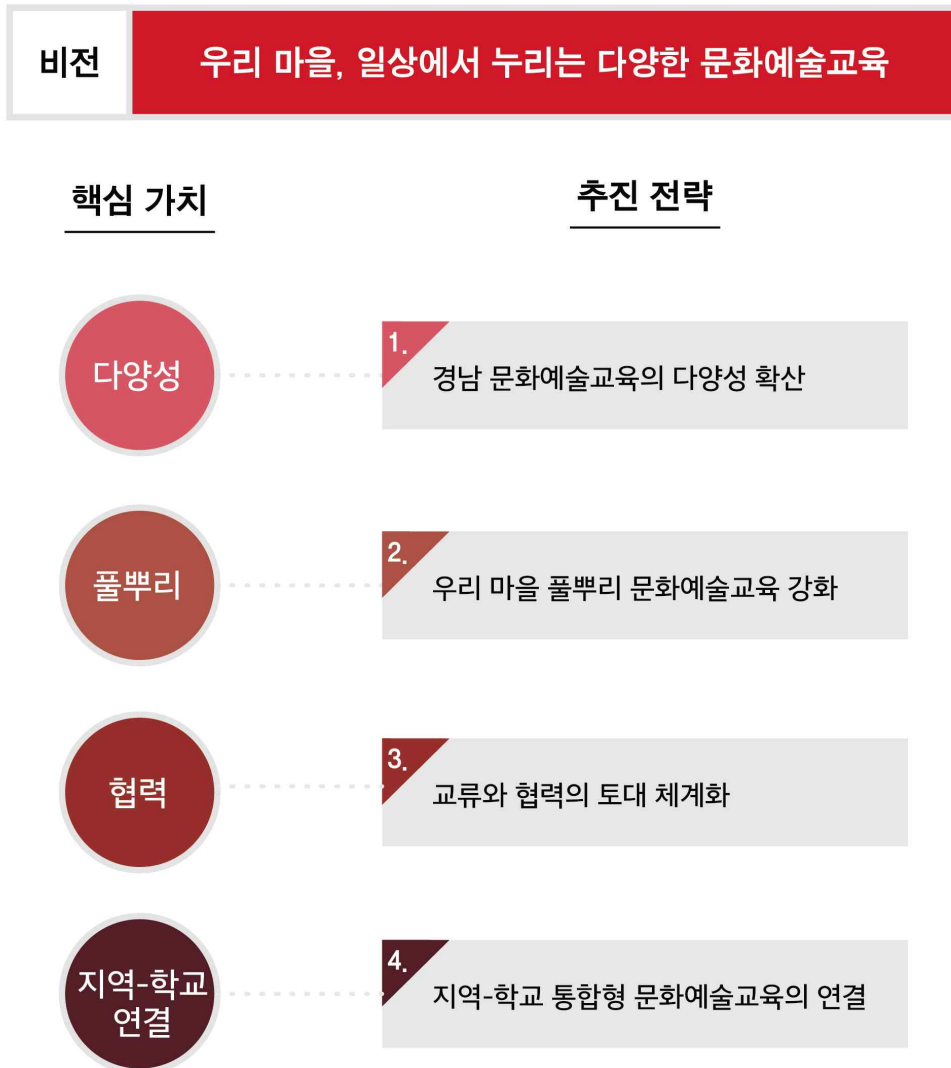 비전
우리 마을, 일상에서 누리는 다양한 문화예술교육
핵심 가치
추진 전략
다양성
1.
경남 문화예술교육의 다양성 확산
풀뿌리
2.
우리 마을 풀뿌리 문화예술교육 강화
협력
3.
교류와 협력의 토대 체계화
지역-학교
연결
4.
지역-학교 통합형 문화예술교육의 연결